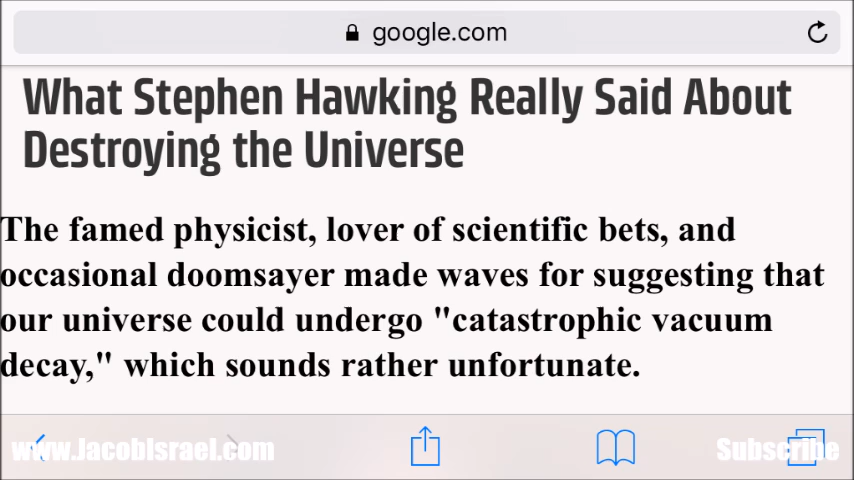 google.com
What Stephen Hawking Really Said About
Destroying the Universe
The famed physicist, lover of scientific bets, and
occasional doomsayer made waves for suggesting that
our universe could undergo "catastrophic vacuum
decay," which sounds rather unfortunate.
www.JacobIsrael.com
Subscribe